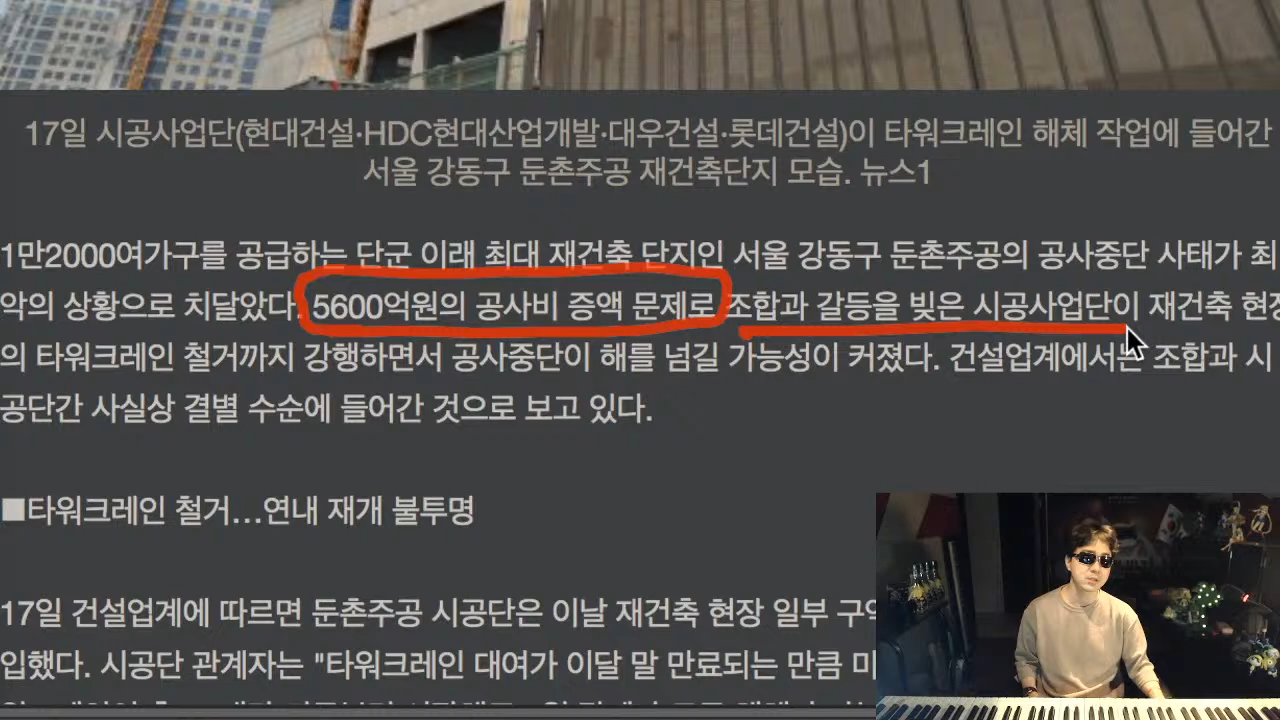 17일 시공사업단(현대건설·HDC현대산업개발·대우건설·롯데건설)이 타워크레인 해체 작업에 들어간
서울 강동구 둔촌주공 재건축단지 모습. 뉴스1
1만2000여가구를 공급하는 단군 이래 최대 재건축 단지인 서울 강동구 둔촌주공의 공사중단 사태가 최
악의 상황으로 치달았다. 5600억원의 공사비 증액 문제로 조합과 갈등을 빚은 시공사업단이 재건축 현장
의 타워크레인 철거까지 강행하면서 공사중단이 해를 넘길 가능성이 커졌다. 건설업계에서는 조합과 시
공단간 사실상 결별 수순에 들어간 것으로 보고 있다.
■타워크레인 철거...연내 재개 불투명
17일 건설업계에 따르면 둔촌주공 시공단은 이날 재건축 현장 일부 구역
입했다. 시공단 관계자는 "타워크레인 대여가 이달 말 만료되는 만큼 미